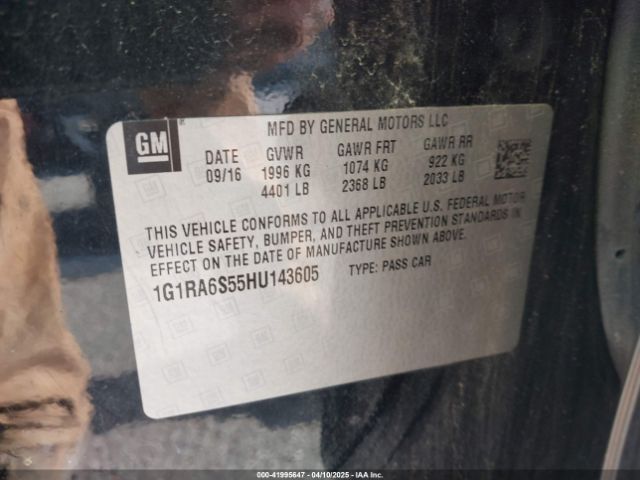 GM
MFD BY GENERAL MOTORS LLC
DATE GVWR GAWR FRT GAWR RR
09/16 1996 KG 1074 KG 922 KG
4401 LB 2368 LB 2033 LB
THIS VEHICLE CONFORMS TO ALL APPLICABLE U.S. FEDERAL MOTOR
VEHICLE SAFETY, BUMPER, AND THEFT PREVENTION STANDARDS IN
EFFECT ON THE DATE OF MANUFACTURE SHOWN ABOVE.
1G1RA6S55HU143605 TYPE: PASS CAR
000-41995647 - 04/10/2025 - IAA Inc.